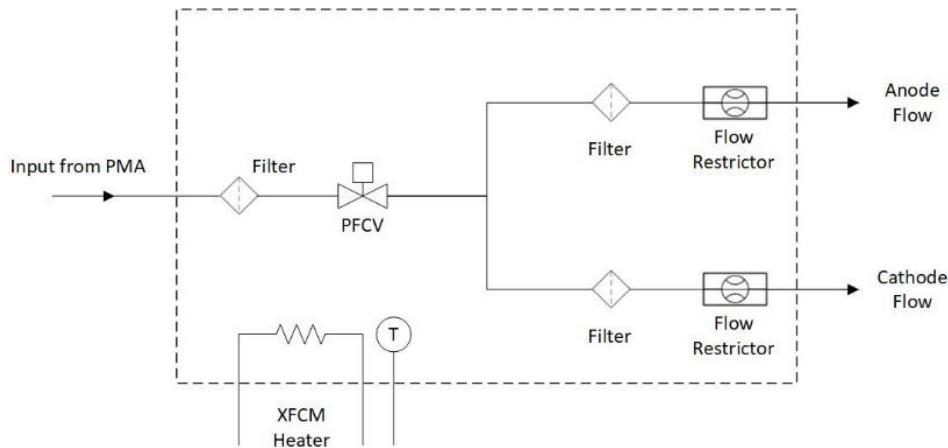 Anode
Flow
Input from PMA
Filter
PFCV
Filter
Flow
Restrictor
Cathode
Flow
Filter
Flow
Restrictor
T
XFCM
Heater